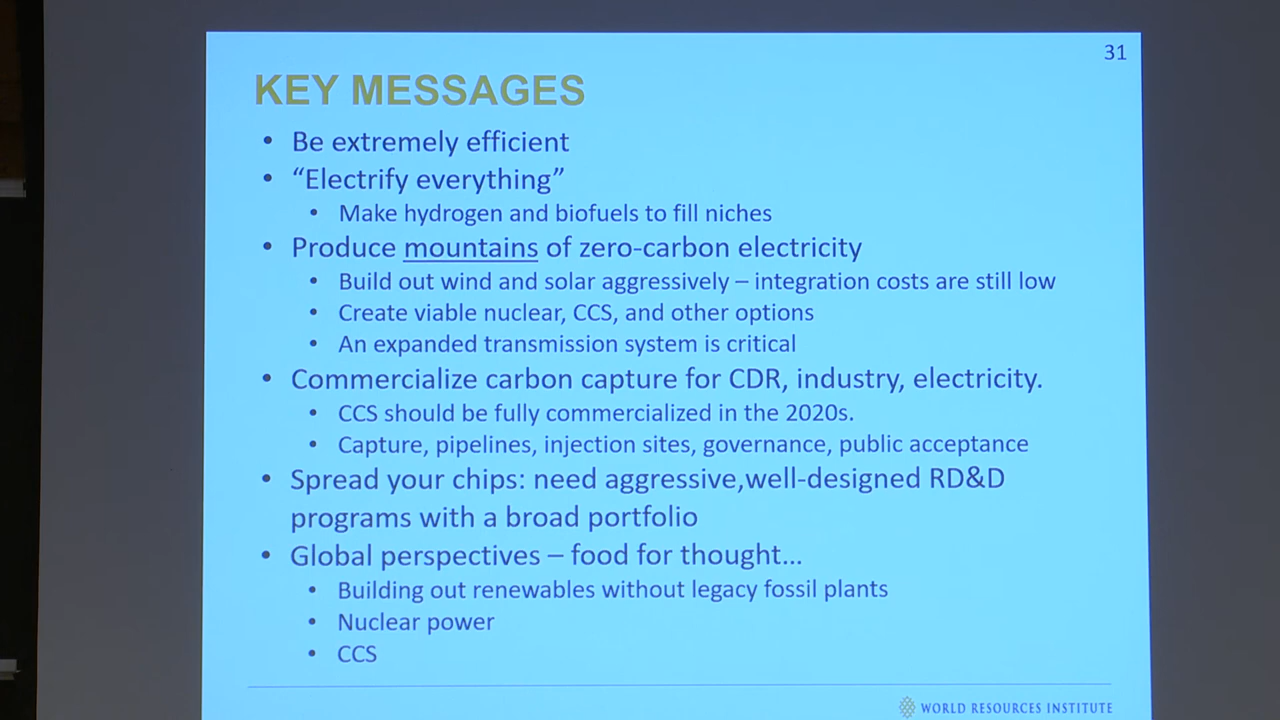 31
KEY MESSAGES
• Be extremely efficient
• “Electrify everything”
• Make hydrogen and biofuels to fill niches
• Produce mountains of zero-carbon electricity
• Build out wind and solar aggressively – integration costs are still low
• Create viable nuclear, CCS, and other options
• An expanded transmission system is critical
• Commercialize carbon capture for CDR, industry, electricity.
• CCS should be fully commercialized in the 2020s.
• Capture, pipelines, injection sites, governance, public acceptance
• Spread your chips: need aggressive,well-designed RD&D
programs with a broad portfolio
• Global perspectives – food for thought...
• Building out renewables without legacy fossil plants
• Nuclear power
• CCS
WORLD RESOURCES INSTITUTE